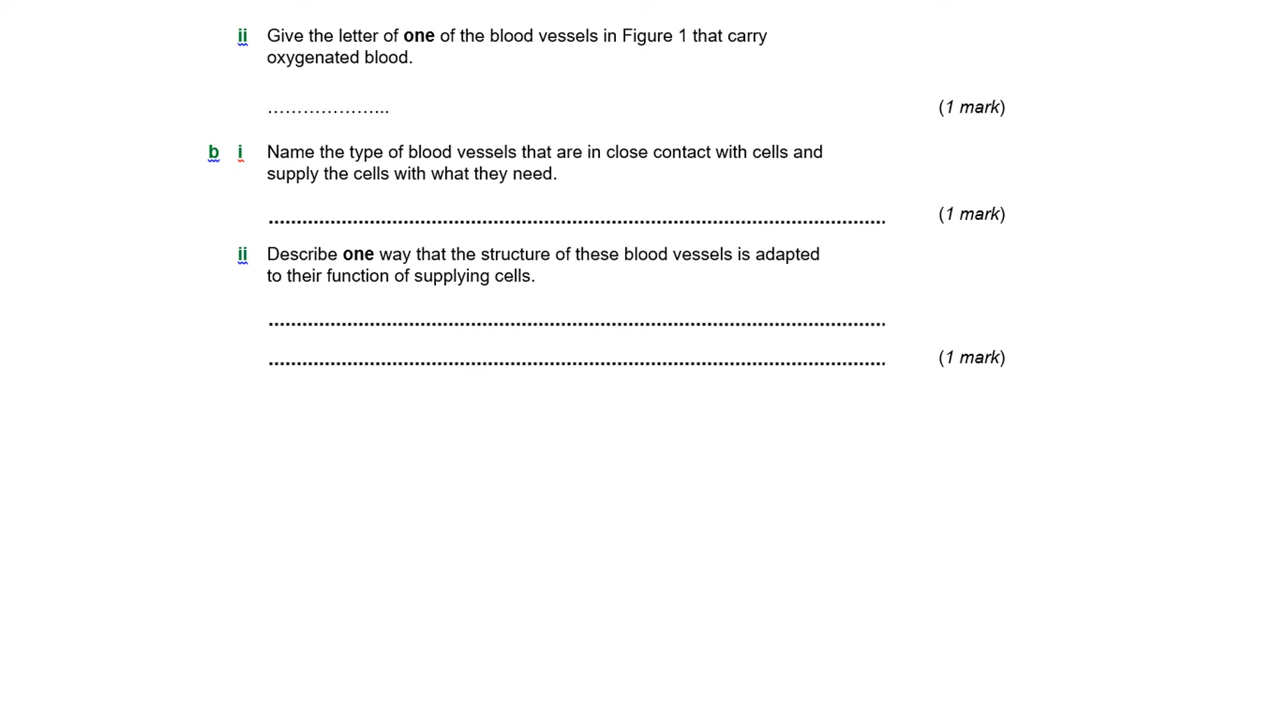 ii Give the letter of one of the blood vessels in Figure 1 that carry
oxygenated blood.
………………... (1 mark)
b i Name the type of blood vessels that are in close contact with cells and
supply the cells with what they need.
.............................................................................................................. (1 mark)
ii Describe one way that the structure of these blood vessels is adapted
to their function of supplying cells.
..............................................................................................................
.............................................................................................................. (1 mark)